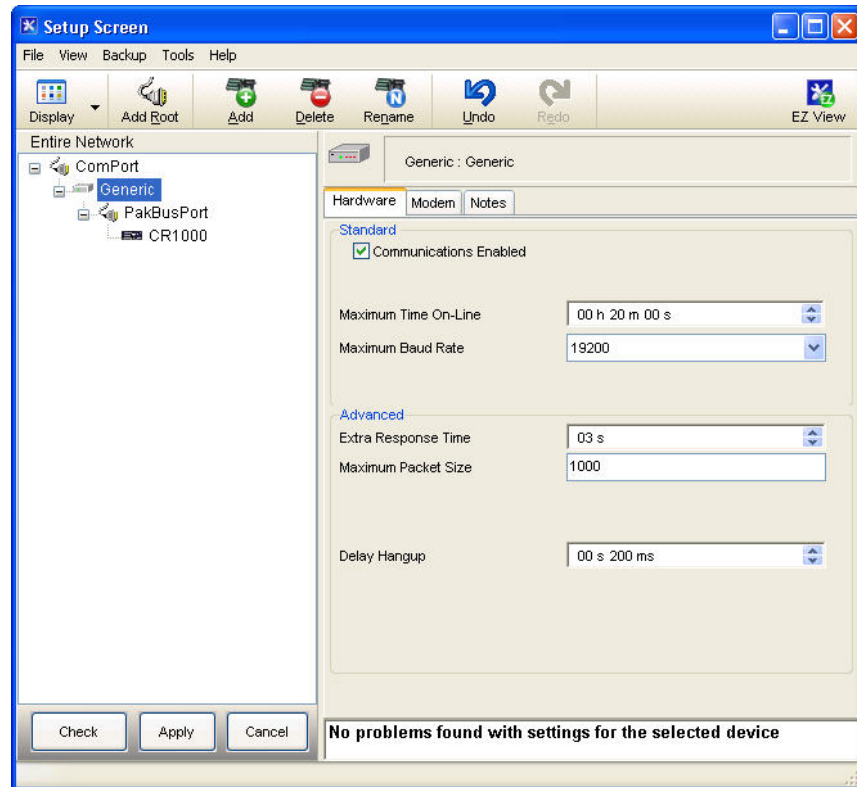 Setup Screen
File View Backup Tools Help
Display Add Root Add Delete Rename Undo Redo EZ View
Entire Network
ComPort
Generic
PakBusPort
CR1000
Generic : Generic
Hardware Modem Notes
Standard
Communications Enabled
Maximum Time On-Line 00 h 20 m 00 s
Maximum Baud Rate 19200
Advanced
Extra Response Time 03 s
Maximum Packet Size 1000
Delay Hangup 00 s 200 ms
Check Apply Cancel
No problems found with settings for the selected device